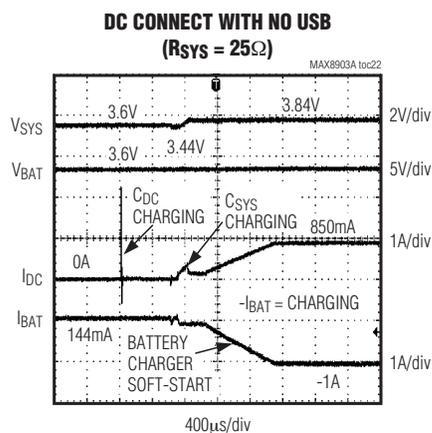 DC CONNECT WITH NO USB
(RSYS = 25Ω)
MAX8903A toc22
3.6V
3.84V
2V/div
VSYS
3.44V
3.6V
VBAT
5V/div
CDC
CHARGING
CSYS
CHARGING
850mA
1A/div
0A
IDC
-IBAT = CHARGING
IBAT
144mA
BATTERY
CHARGER
SOFT-START
-1A
1A/div
400µs/div